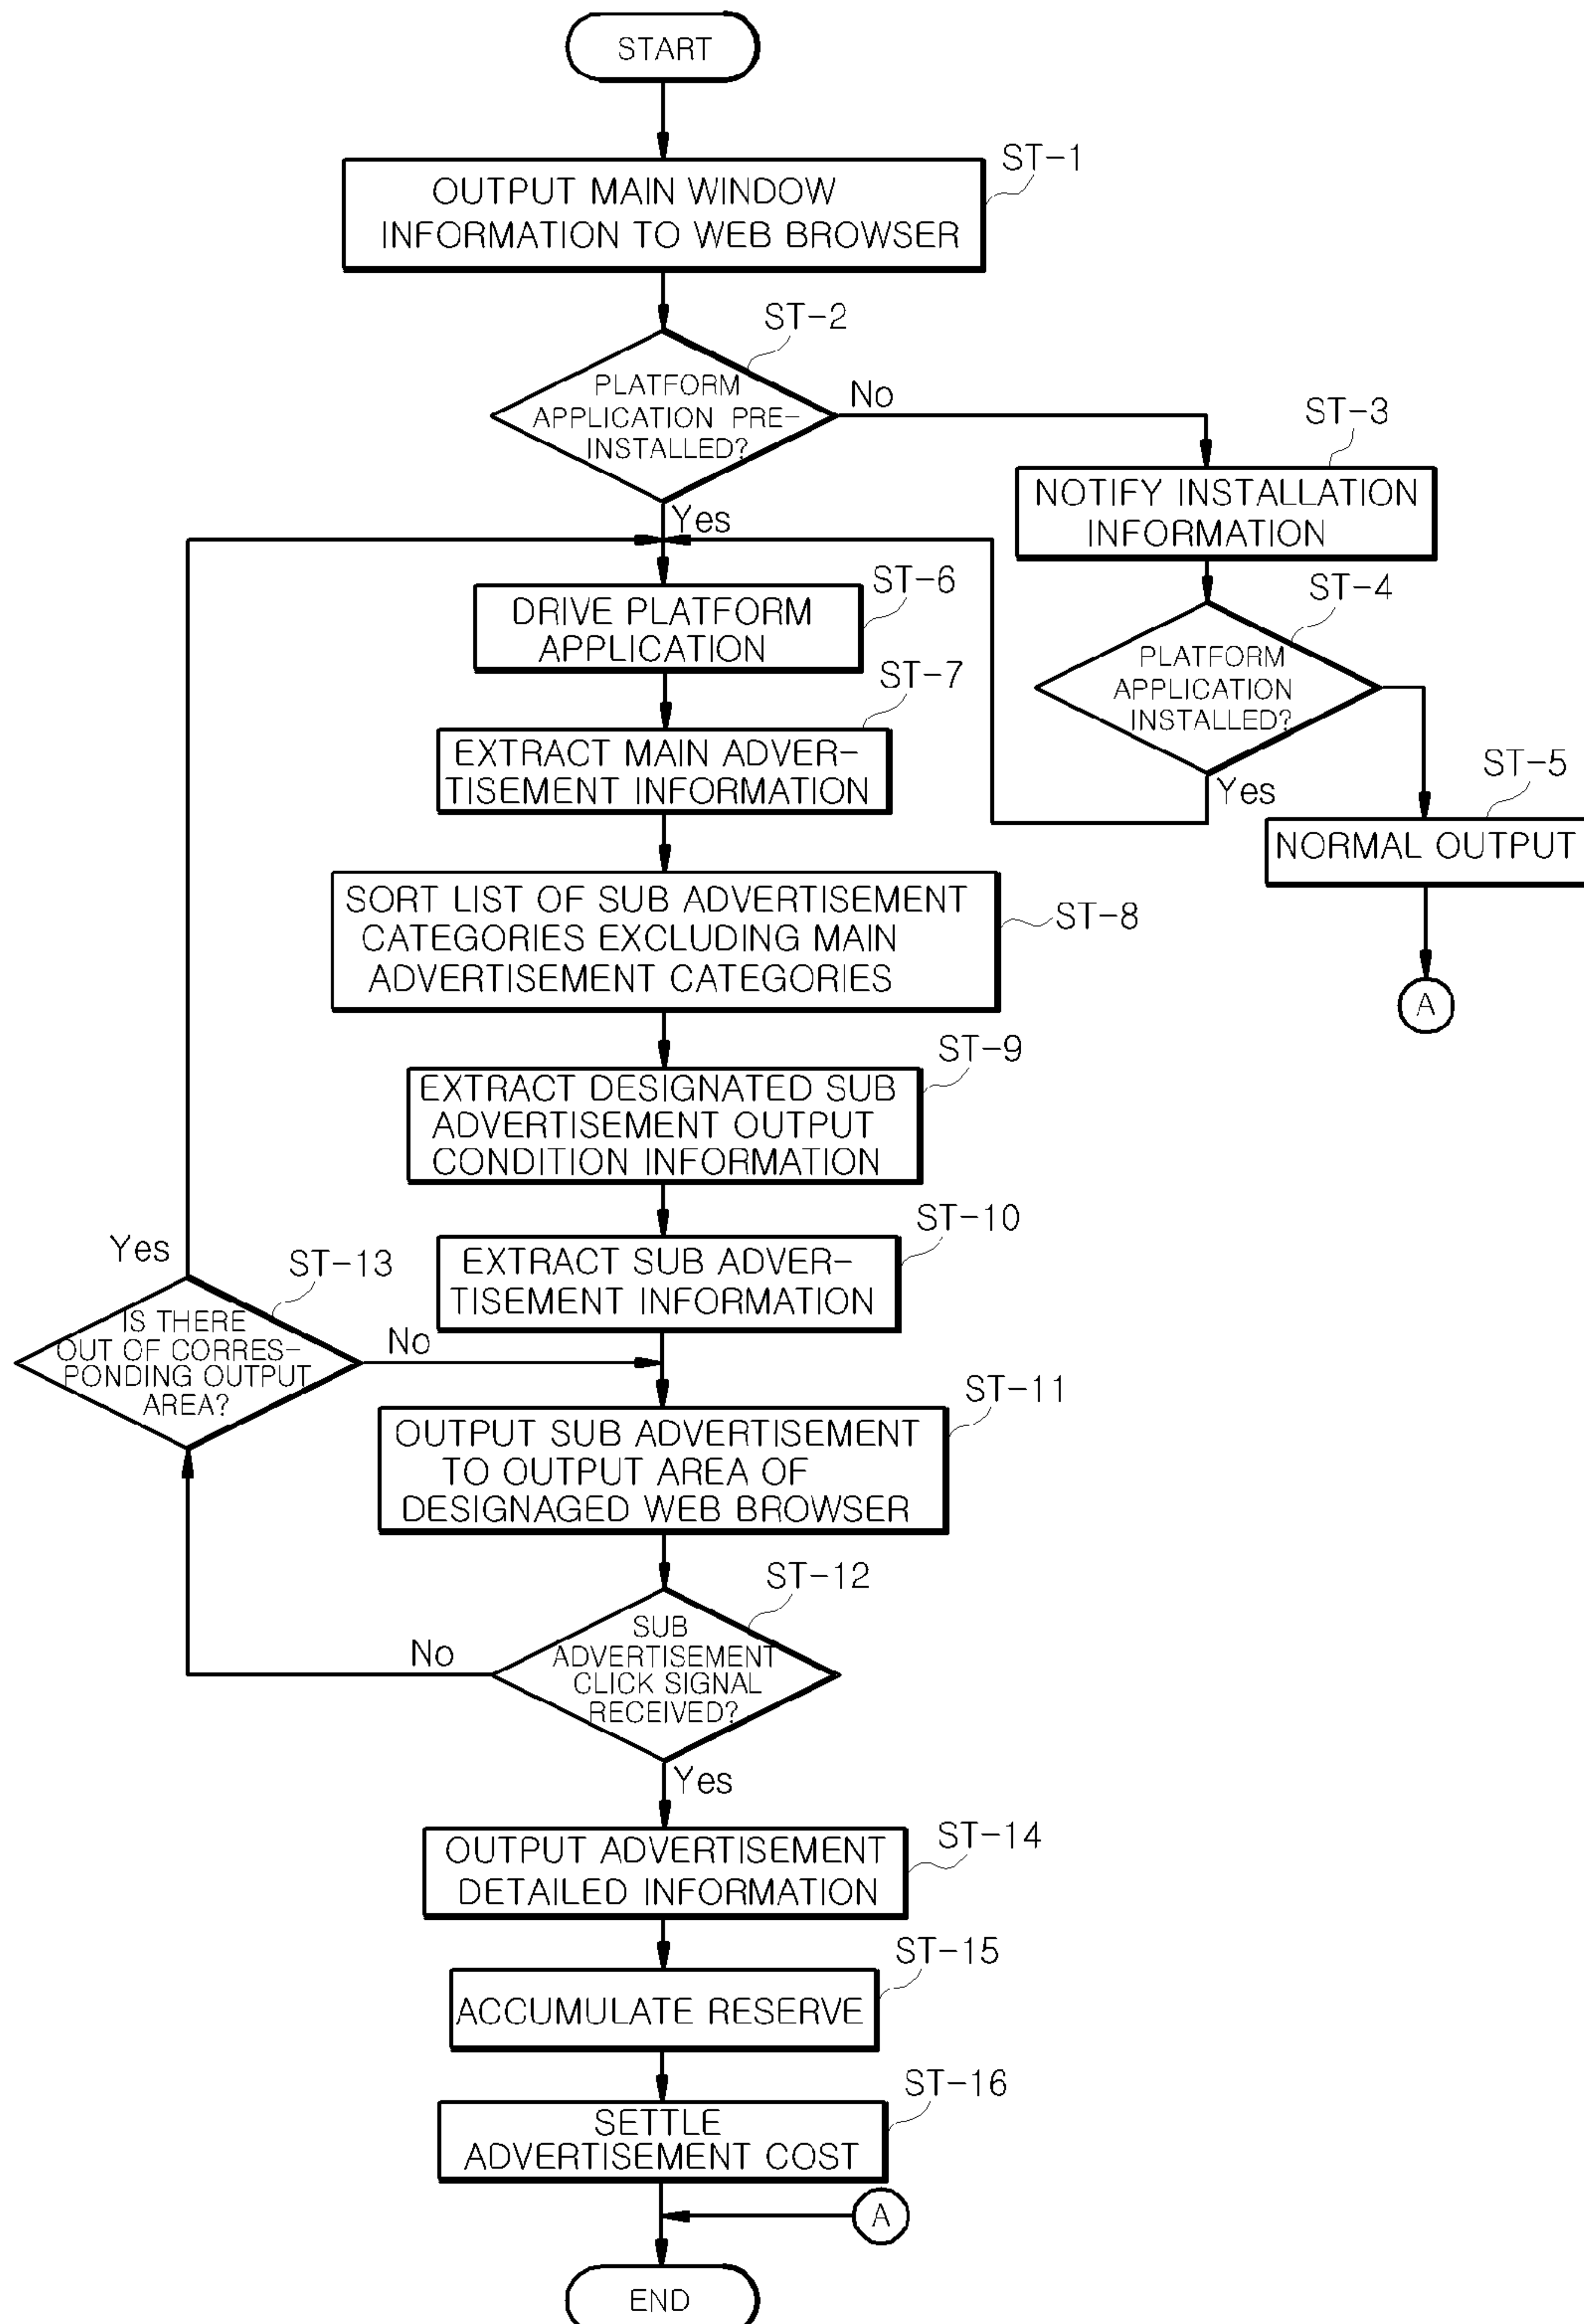 START
ST-1
OUTPUT MAIN WINDOW
INFORMATION TO WEB BROWSER
ST-2
PLATFORM
APPLICATION PRE-
INSTALLED?
No
Yes
ST-3
NOTIFY INSTALLATION
INFORMATION
ST-4
PLATFORM
APPLICATION
INSTALLED?
Yes
ST-5
NORMAL OUTPUT
A
ST-6
DRIVE PLATFORM
APPLICATION
ST-7
EXTRACT MAIN ADVER-
TISEMENT INFORMATION
ST-8
SORT LIST OF SUB ADVERTISEMENT
CATEGORIES EXCLUDING MAIN
ADVERTISEMENT CATEGORIES
ST-9
EXTRACT DESIGNATED SUB
ADVERTISEMENT OUTPUT
CONDITION INFORMATION
ST-10
EXTRACT SUB ADVER-
TISEMENT INFORMATION
Yes
ST-13
IS THERE
OUT OF CORRES-
PONDING OUTPUT
AREA?
No
ST-11
OUTPUT SUB ADVERTISEMENT
TO OUTPUT AREA OF
DESIGNAGED WEB BROWSER
ST-12
SUB
ADVERTISEMENT
CLICK SIGNAL
RECEIVED?
No
Yes
ST-14
OUTPUT ADVERTISEMENT
DETAILED INFORMATION
ST-15
ACCUMULATE RESERVE
ST-16
SETTLE
ADVERTISEMENT COST
A
END